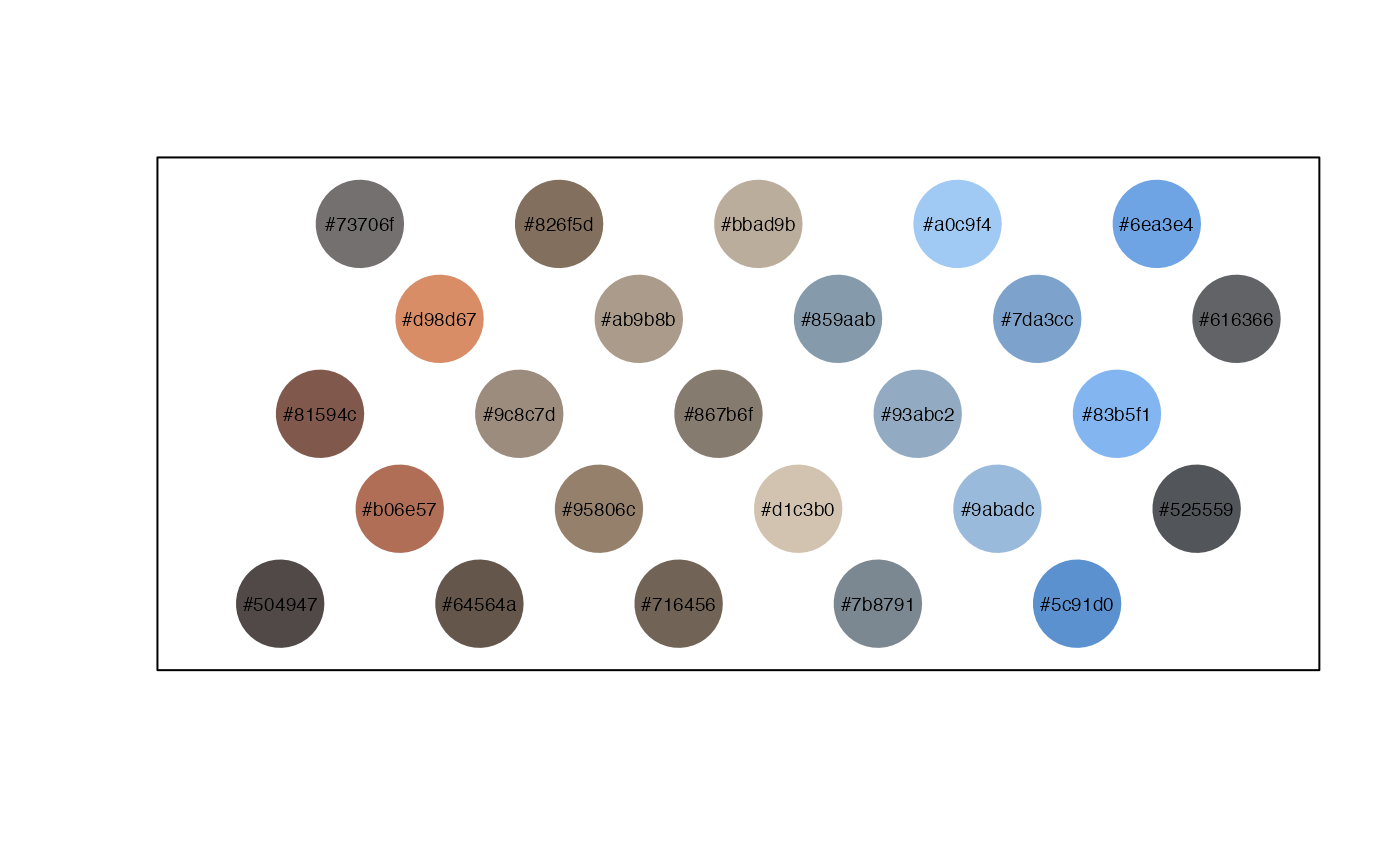 #73706f #826f5d #bbad9b #a0c9f4 #6ea3e4
#d98d67 #ab9b8b #859aab #7da3cc #616366
#81594c #9c8c7d #867b6f #93abc2 #83b5f1
#b06e57 #95806c #d1c3b0 #9abadc #525559
#504947 #64564a #716456 #7b8791 #5c91d0